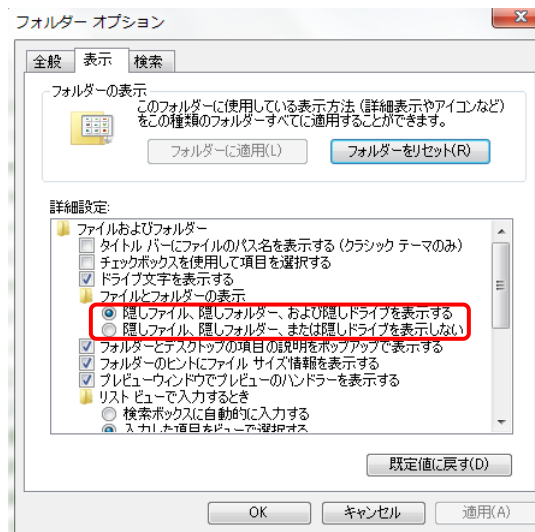 フォルダー オプション
全般
表示
検索
フォルダーの表示
このフォルダーに使用している表示方法 (詳細表示やアイコンなど)
をこの種類のフォルダーすべてに適用することができます。
フォルダーに適用(L)
フォルダーをリセット(R)
詳細設定:
ファイルおよびフォルダー
タイトル バーにファイルのパス名を表示する (クラシック テーマのみ)
チェックボックスを使用して項目を選択する
ドライブ文字を表示する
ファイルとフォルダーの表示
隠しファイル、隠しフォルダー、および隠しドライブを表示する
隠しファイル、隠しフォルダー、または隠しドライブを表示しない
フォルダーとデスクトップの項目の説明をポップアップで表示する
フォルダーのヒントにファイル サイズ情報を表示する
プレビューウィンドウでプレビューのハンドラーを表示する
リスト ビューで入力するとき
検索ボックスに自動的に入力する
入力した項目をビューで選択する
既定値に戻す(D)
OK
キャンセル
適用(A)